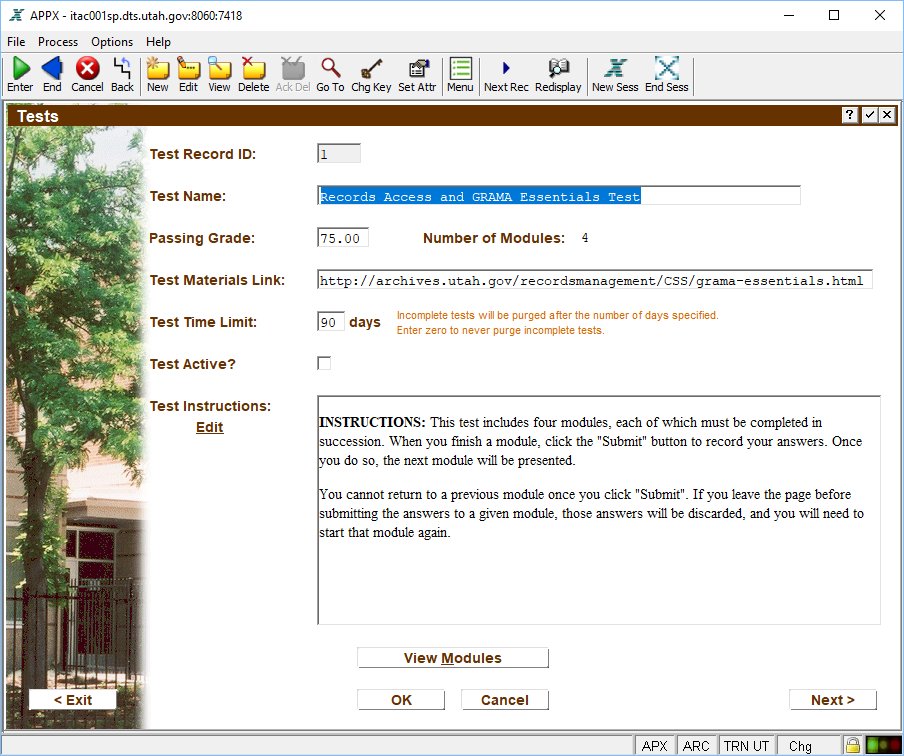 APPX - itac001sp.dts.utah.gov:8060:7418
File Process Options Help
Enter End Cancel Back New Edit View Delete Ack Del Go To Chg Key Set Attr Menu Next Rec Redisplay New Sess End Sess
Tests ?
Test Record ID: 1
Test Name: Records Access and GRAMA Essentials Test
Passing Grade: 75.00 Number of Modules: 4
Test Materials Link: http://archives.utah.gov/recordsmanagement/CSS/grama-essentials.html
Test Time Limit: 90 days Incomplete tests will be purged after the number of days specified.
Enter zero to never purge incomplete tests.
Test Active?
Test Instructions:
Edit
INSTRUCTIONS: This test includes four modules, each of which must be completed in
succession. When you finish a module, click the "Submit" button to record your answers. Once
you do so, the next module will be presented.
You cannot return to a previous module once you click "Submit". If you leave the page before
submitting the answers to a given module, those answers will be discarded, and you will need to
start that module again.
View Modules
< Exit OK Cancel Next >
APX ARC TRN UT Chg